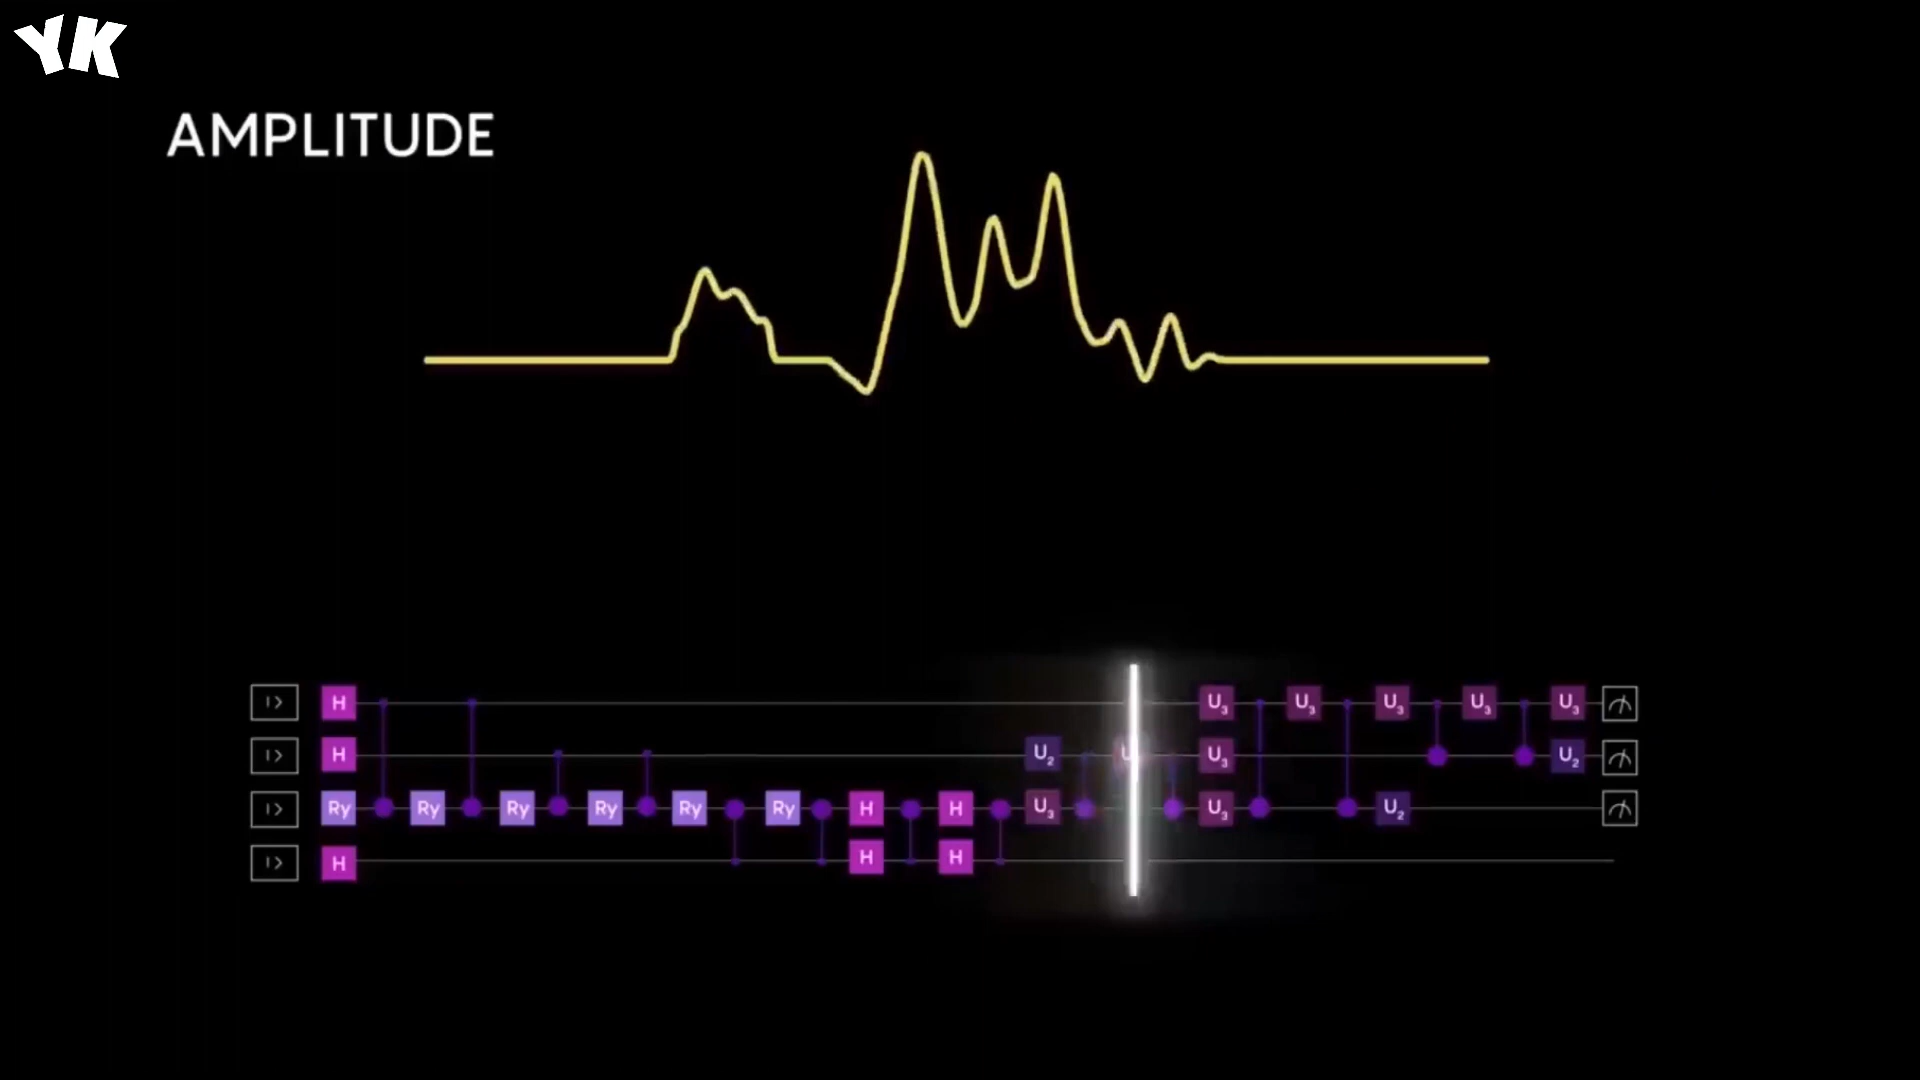 YK
AMPLITUDE
|> H U₃ U₃ U₃ U₃ U₃
|> H U₂ U₃ U₂
|> Ry Ry Ry Ry Ry Ry H H U₃ U₃ U₂
|> H H H